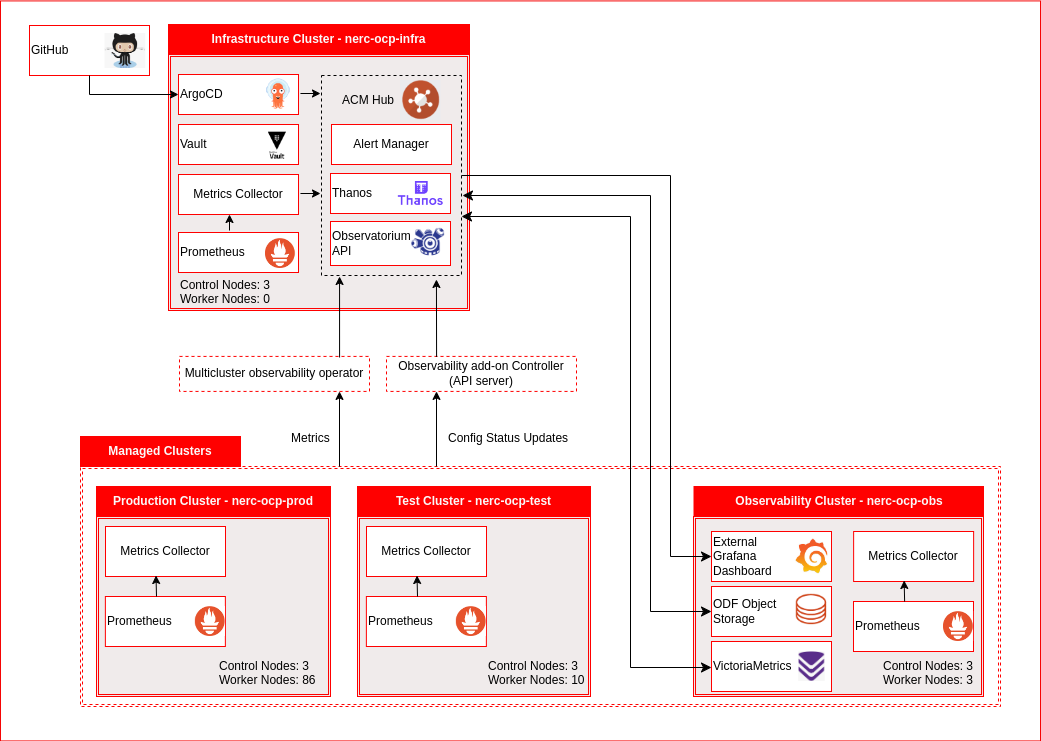 GitHub
Infrastructure Cluster - nerc-ocp-infra
ArgoCD
ACM Hub
Vault
Vault
Alert Manager
Metrics Collector
Thanos
Thanos
Prometheus
Observatorium
API
Control Nodes: 3
Worker Nodes: 0
Multicluster observability operator
Observability add-on Controller
(API server)
Metrics
Config Status Updates
Managed Clusters
Production Cluster - nerc-ocp-prod
Metrics Collector
Prometheus
Control Nodes: 3
Worker Nodes: 86
Test Cluster - nerc-ocp-test
Metrics Collector
Prometheus
Control Nodes: 3
Worker Nodes: 10
Observability Cluster - nerc-ocp-obs
External
Grafana
Dashboard
Metrics Collector
ODF Object
Storage
Prometheus
VictoriaMetrics
Control Nodes: 3
Worker Nodes: 3